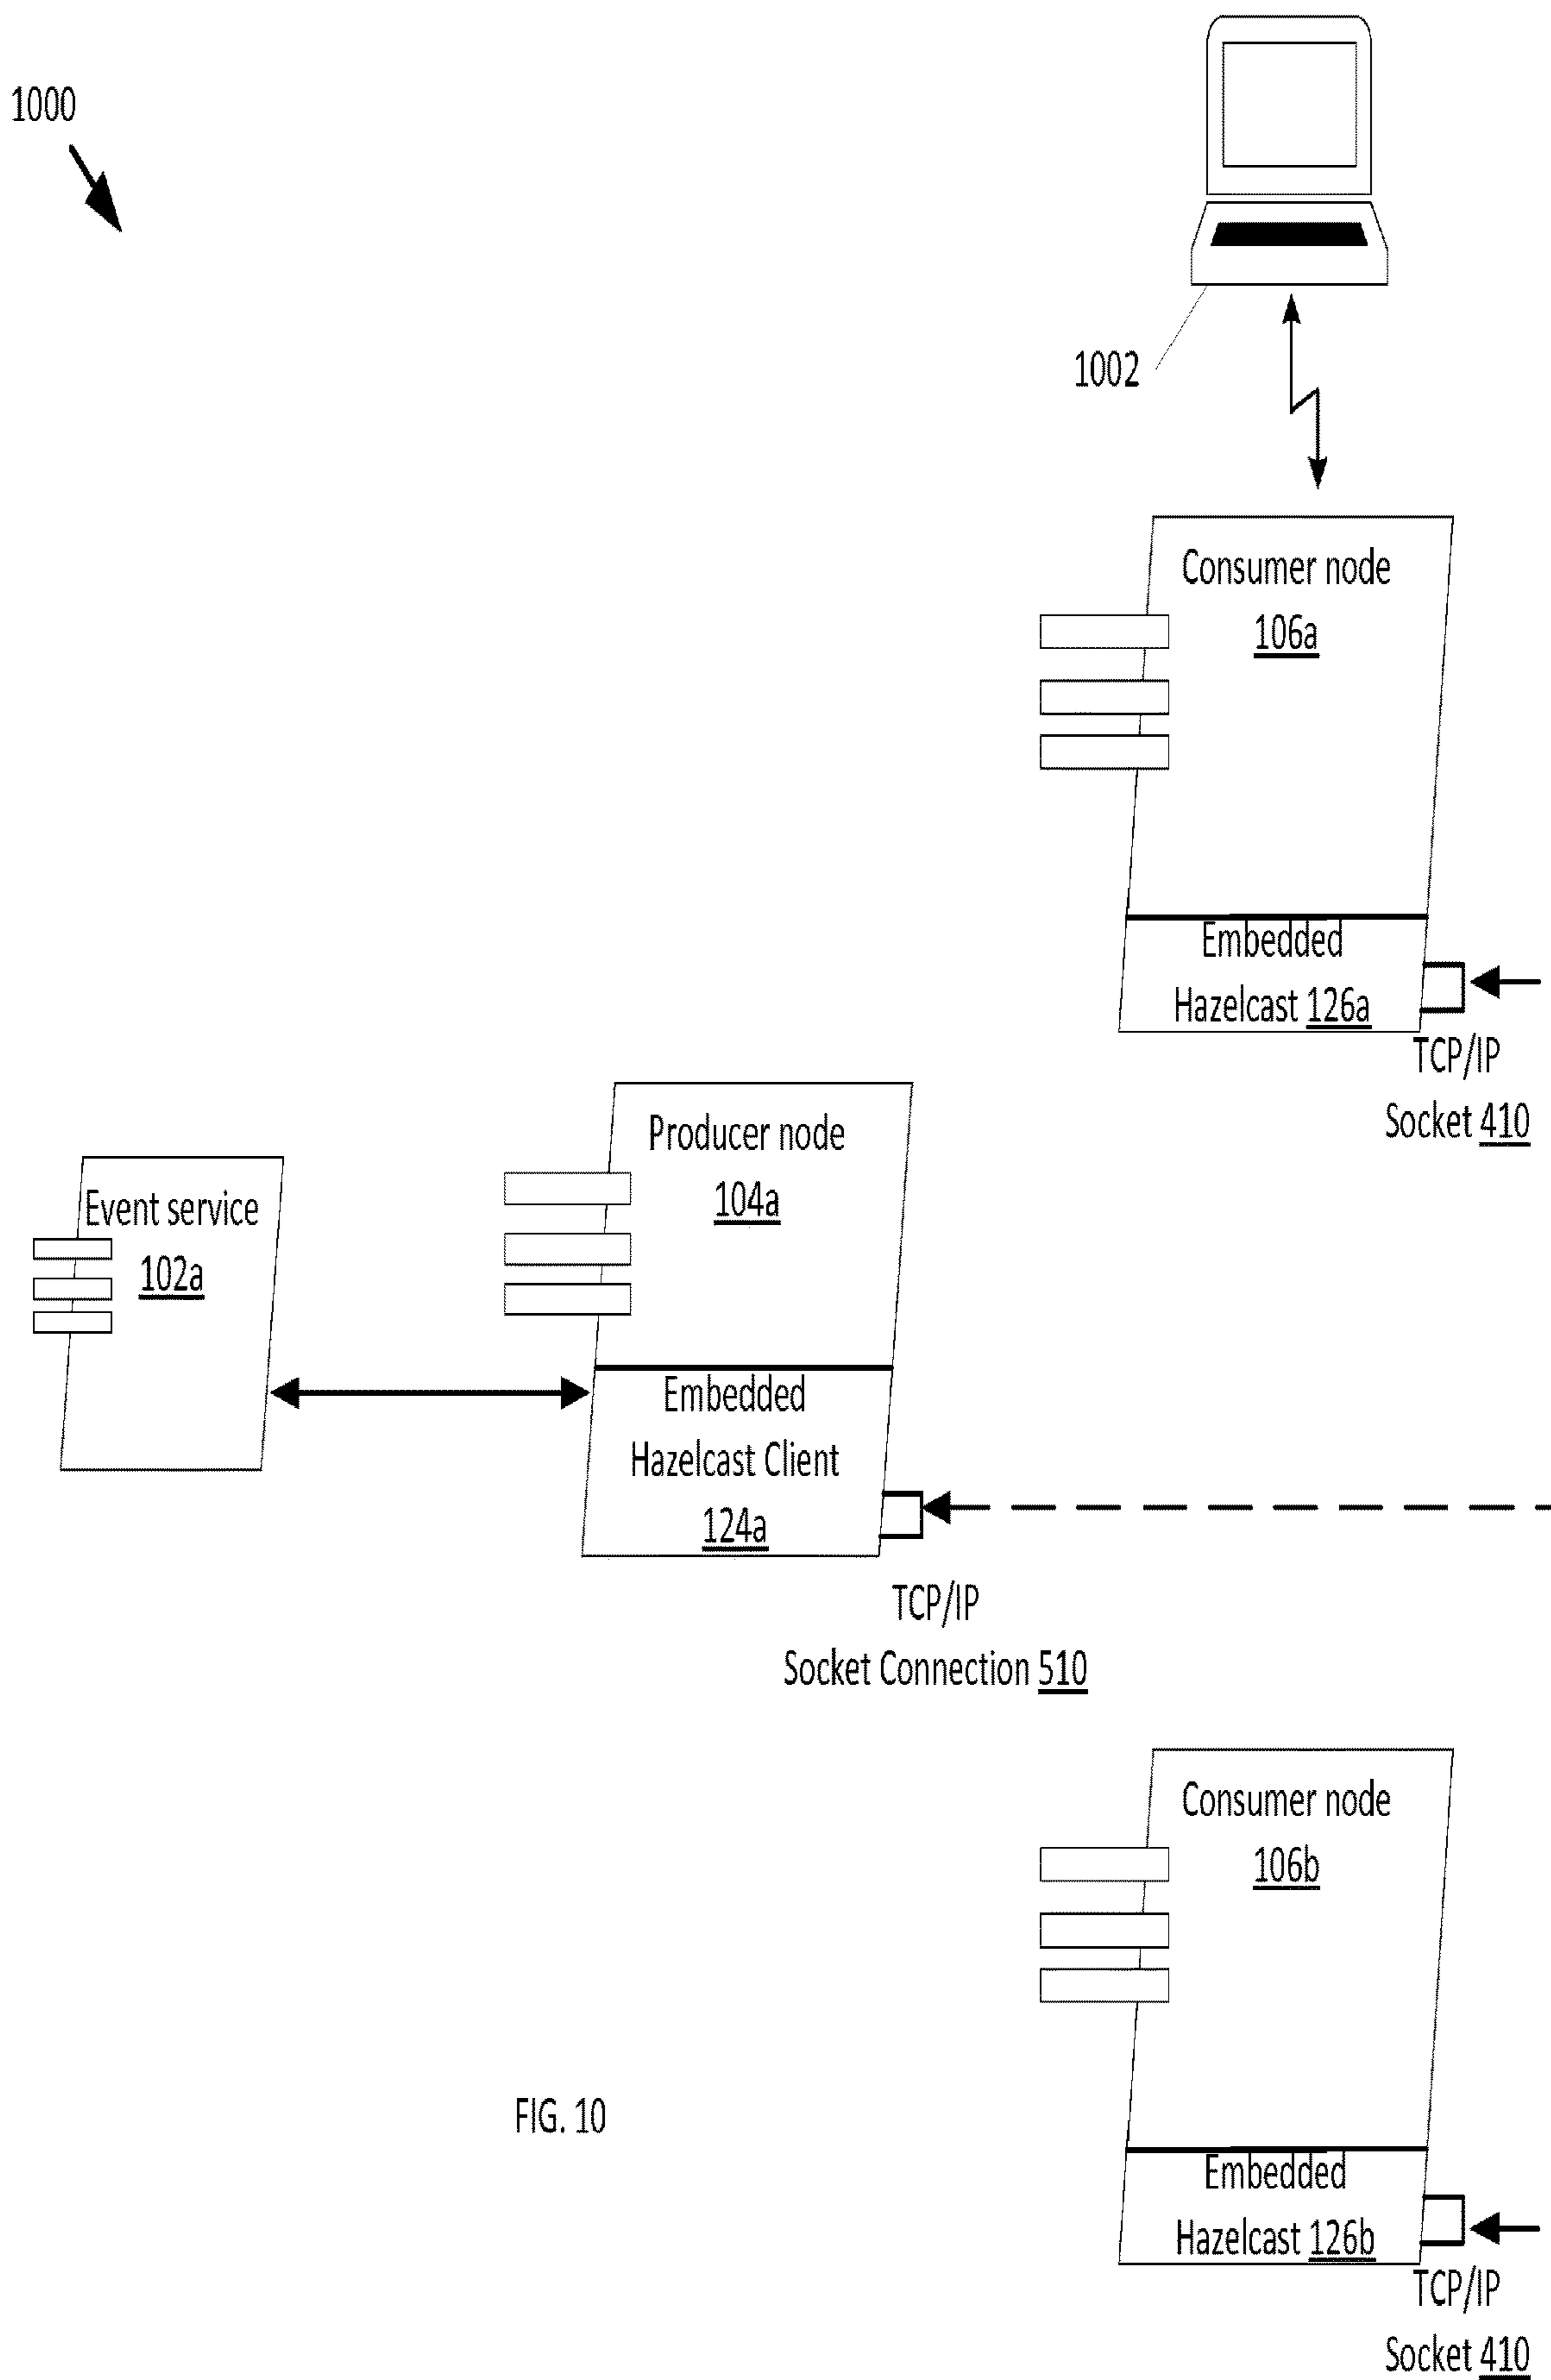 1000
1002
Consumer node
106a
Embedded
Hazelcast 126a
TCP/IP
Socket 410
Producer node
104a
Event service
102a
Embedded
Hazelcast Client
124a
TCP/IP
Socket Connection 510
Consumer node
106b
FIG. 10
Embedded
Hazelcast 126b
TCP/IP
Socket 410